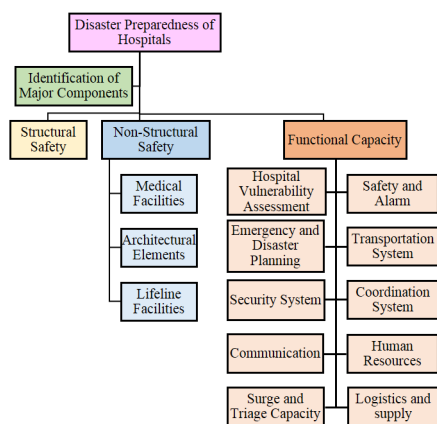 Disaster Preparedness of
Hospitals
Identification of
Major Components
Structural
Safety
Non-Structural
Safety
Functional Capacity
Medical
Facilities
Architectural
Elements
Lifeline
Facilities
Hospital
Vulnerability
Assessment
Safety and
Alarm
Emergency and
Disaster
Planning
Transportation
System
Security System
Coordination
System
Communication
Human
Resources
Surge and
Triage Capacity
Logistics and
supply